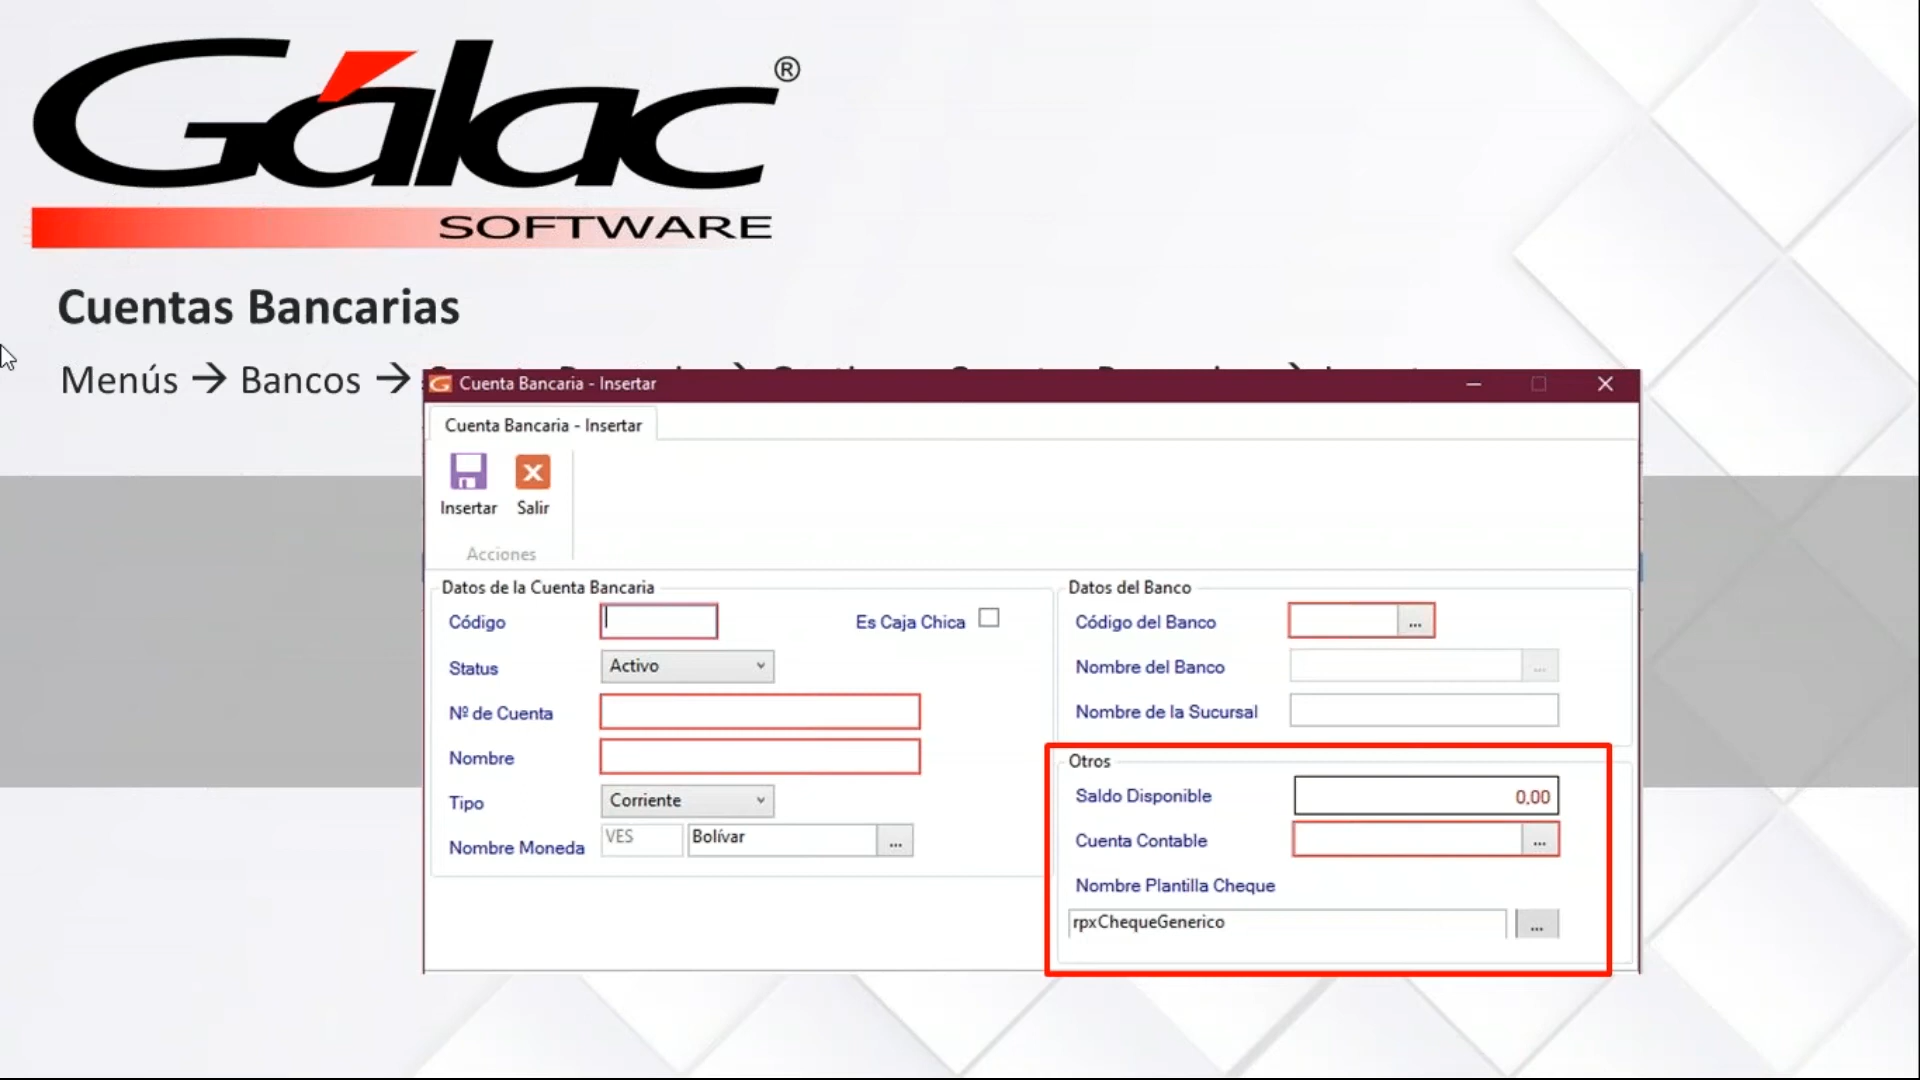 Gálac®
SOFTWARE
Cuentas Bancarias
Menús → Bancos →
Cuenta Bancaria - Insertar
Cuenta Bancaria - Insertar
Insertar Salir
Acciones
Datos de la Cuenta Bancaria
Código Es Caja Chica
Status Activo
Nº de Cuenta
Nombre
Tipo Corriente
Nombre Moneda VES Bolívar ...
Datos del Banco
Código del Banco ...
Nombre del Banco ...
Nombre de la Sucursal
Otros
Saldo Disponible 0,00
Cuenta Contable ...
Nombre Plantilla Cheque
rpxChequeGenerico ...